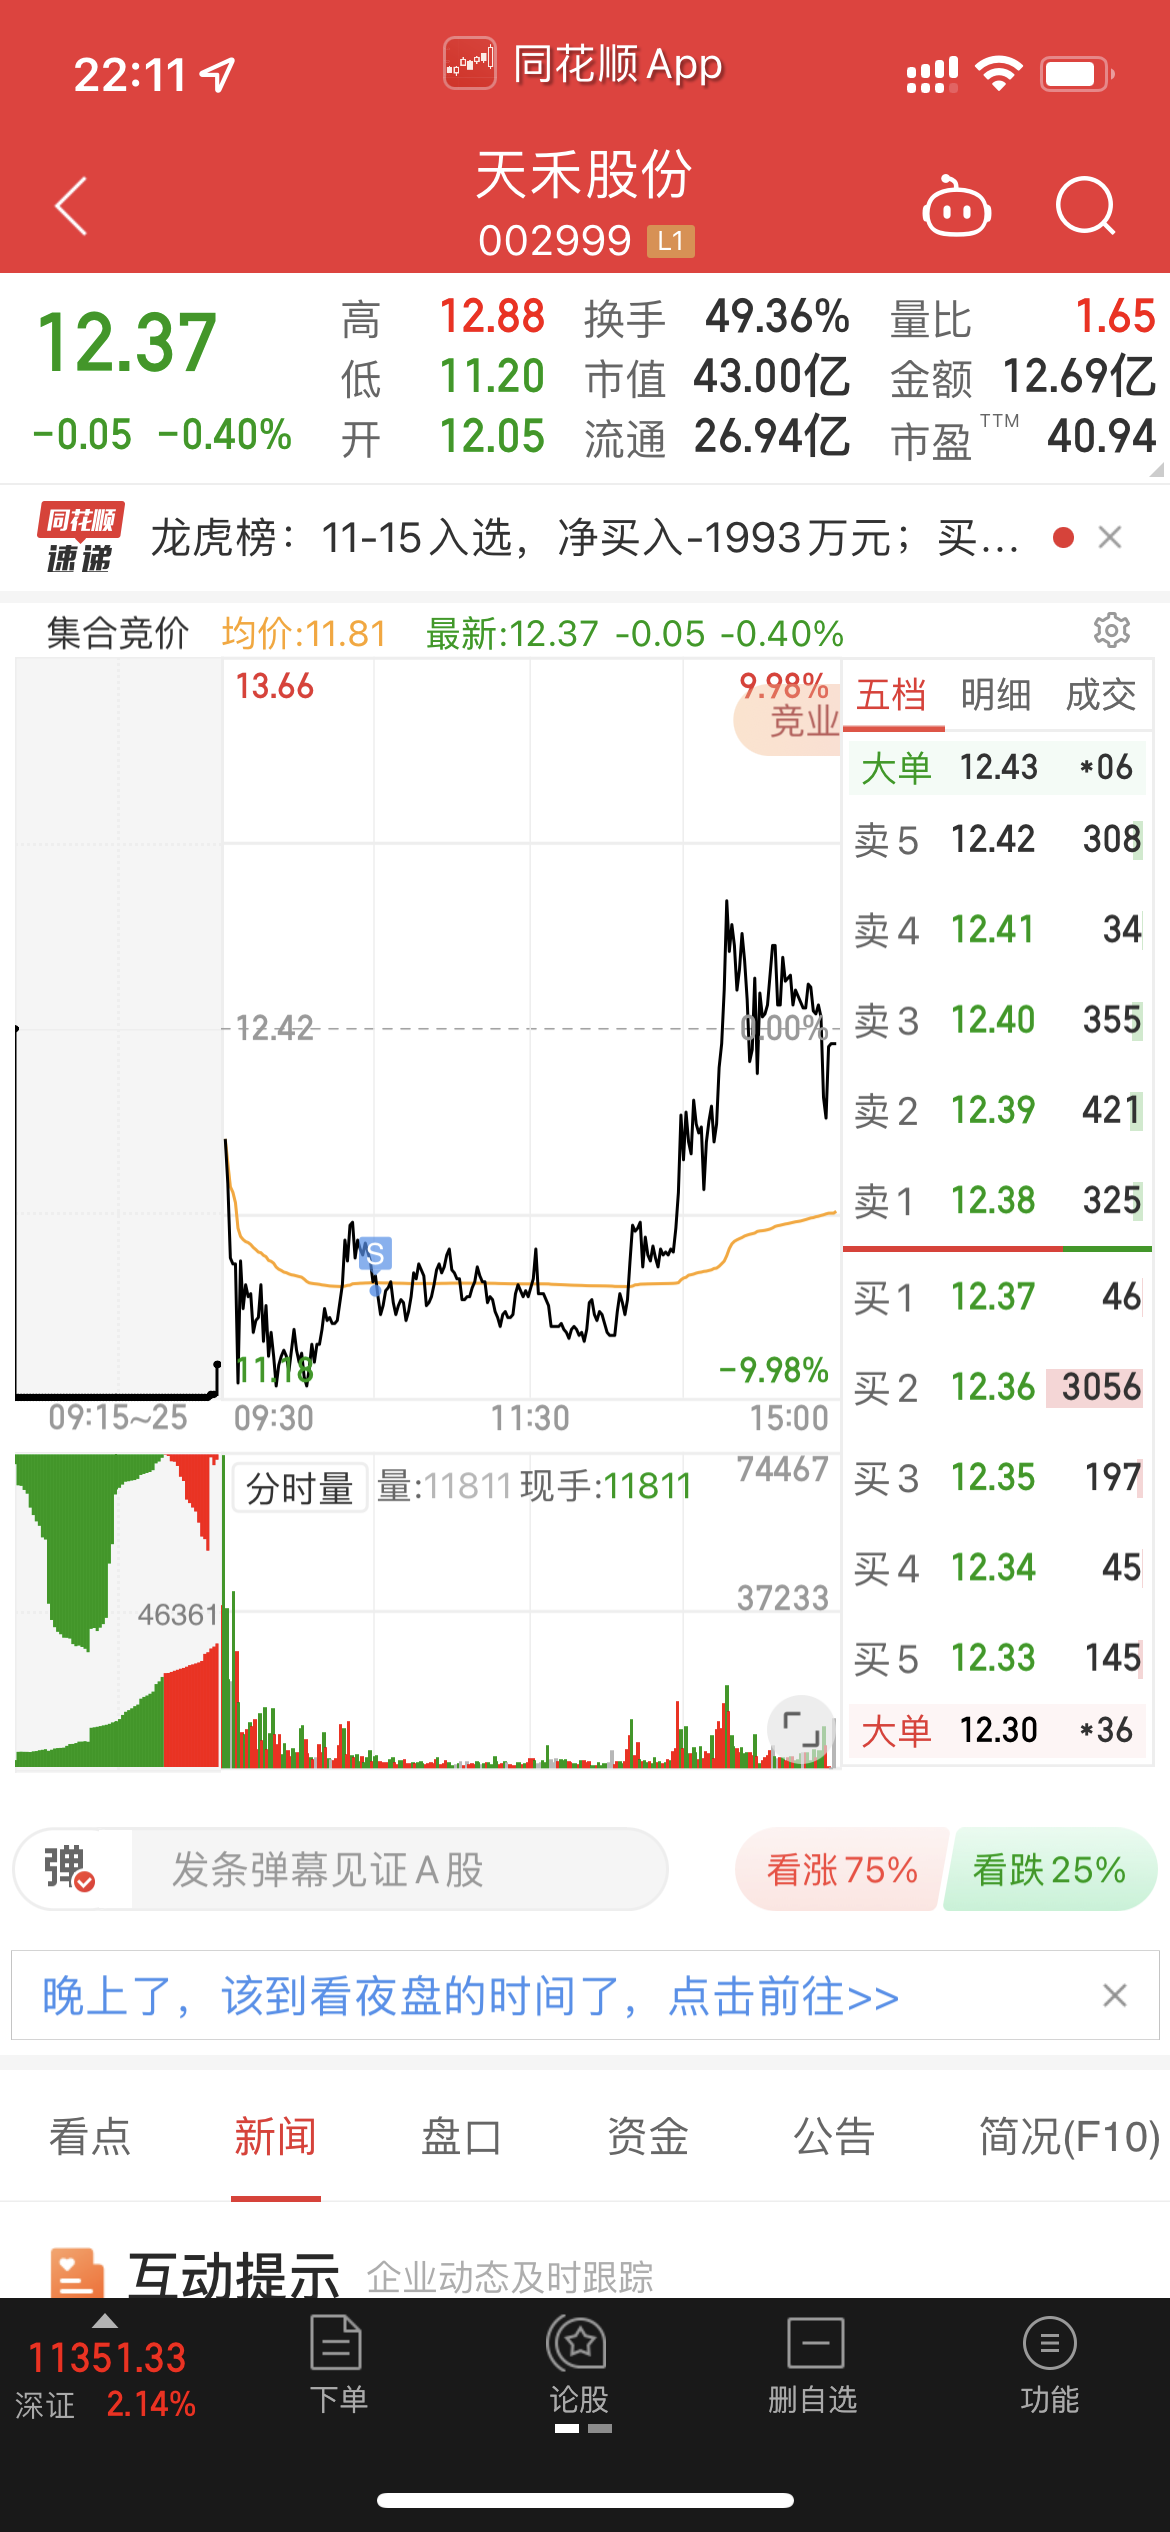 22:11
同花顺 App
天禾股份
002999 L1
12.37
-0.05 -0.40%
高 12.88 换手 49.36% 量比 1.65
低 11.20 市值 43.00亿 金额 12.69亿
开 12.05 流通 26.94亿 市盈 TTM 40.94
同花顺
速递
龙虎榜：11-15入选，净买入-1993万元；买...
集合竞价 均价:11.81 最新:12.37 -0.05 -0.40%
13.66 9.98%
竞业
12.42 0.00%
S
11.18 -9.98%
09:15~25 09:30 11:30 15:00
五档 明细 成交
大单 12.43 *06
卖5 12.42 308
卖4 12.41 34
卖3 12.40 355
卖2 12.39 421
卖1 12.38 325
买1 12.37 46
买2 12.36 3056
买3 12.35 197
买4 12.34 45
买5 12.33 145
大单 12.30 *36
分时量 量:11811 现手:11811 74467
37233
46361
弹 发条弹幕见证A股 看涨75% 看跌25%
晚上了，该到看夜盘的时间了，点击前往>>
看点 新闻 盘口 资金 公告 简况(F10)
互动提示 企业动态及时跟踪
11351.33
深证 2.14%
下单 论股 删自选 功能